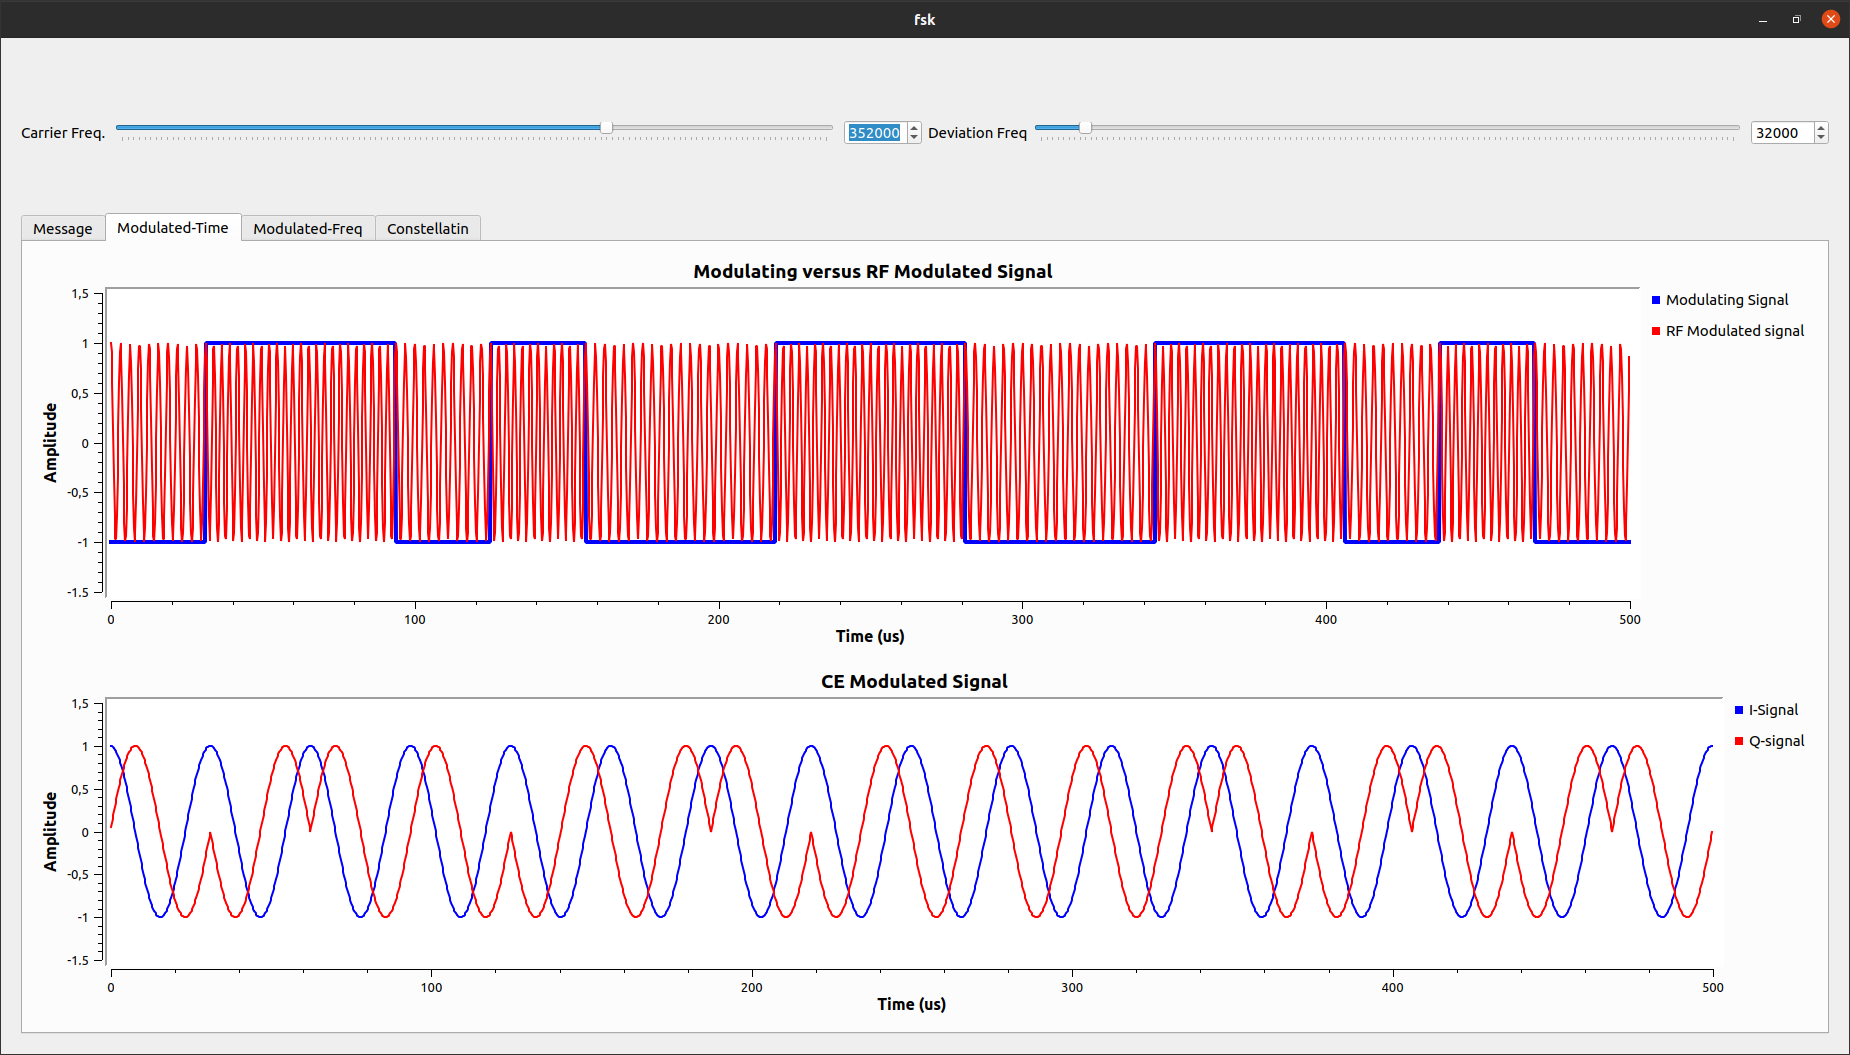 fsk
Carrier Freq. 352000 Deviation Freq 32000
Message Modulated-Time Modulated-Freq Constellatin
Modulating versus RF Modulated Signal
1,5
1
0,5
0
-0,5
-1
-1.5
Amplitude
0 100 200 300 400 500
Time (us)
Modulating Signal
RF Modulated signal
CE Modulated Signal
1,5
1
0,5
0
-0,5
-1
-1.5
Amplitude
0 100 200 300 400 500
Time (us)
I-Signal
Q-signal